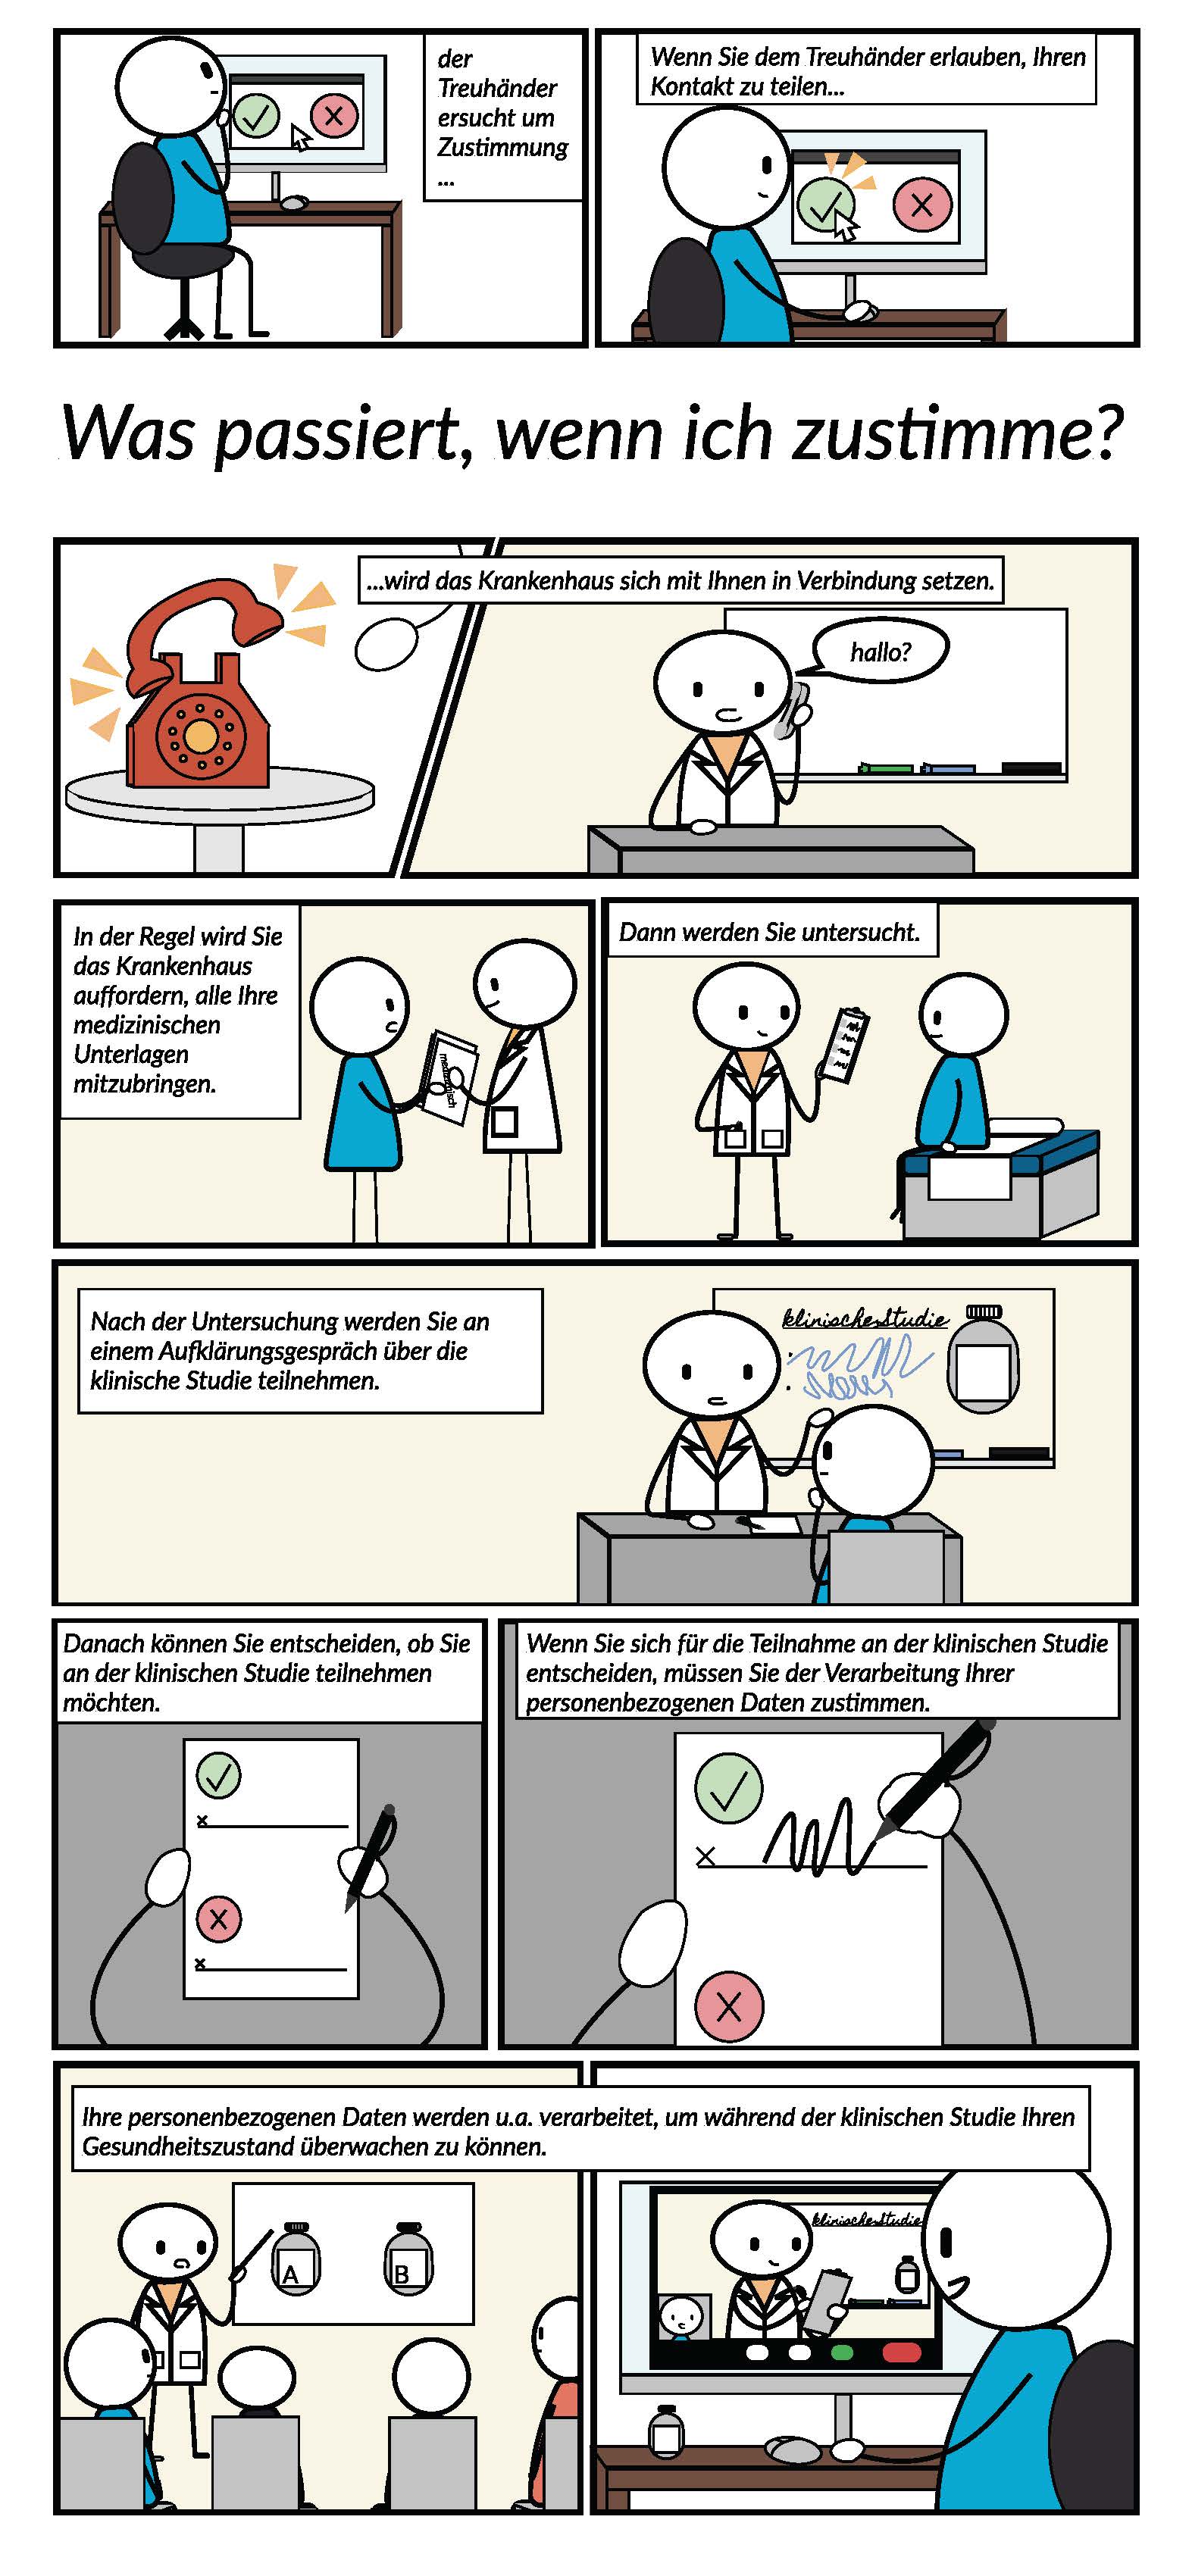 der
Treuhänder
ersucht um
Zustimmung
...
Wenn Sie dem Treuhänder erlauben, Ihren
Kontakt zu teilen...
Was passiert, wenn ich zustimme?
...wird das Krankenhaus sich mit Ihnen in Verbindung setzen.
hallo?
In der Regel wird Sie
das Krankenhaus
auffordern, alle Ihre
medizinischen
Unterlagen
mitzubringen.
medizinisch
Dann werden Sie untersucht.
Nach der Untersuchung werden Sie an
einem Aufklärungsgespräch über die
klinische Studie teilnehmen.
klinische Studie
Danach können Sie entscheiden, ob Sie
an der klinischen Studie teilnehmen
möchten.
Wenn Sie sich für die Teilnahme an der klinischen Studie
entscheiden, müssen Sie der Verarbeitung Ihrer
personenbezogenen Daten zustimmen.
Ihre personenbezogenen Daten werden u.a. verarbeitet, um während der klinischen Studie Ihren
Gesundheitszustand überwachen zu können.
A
B
klinische Studie